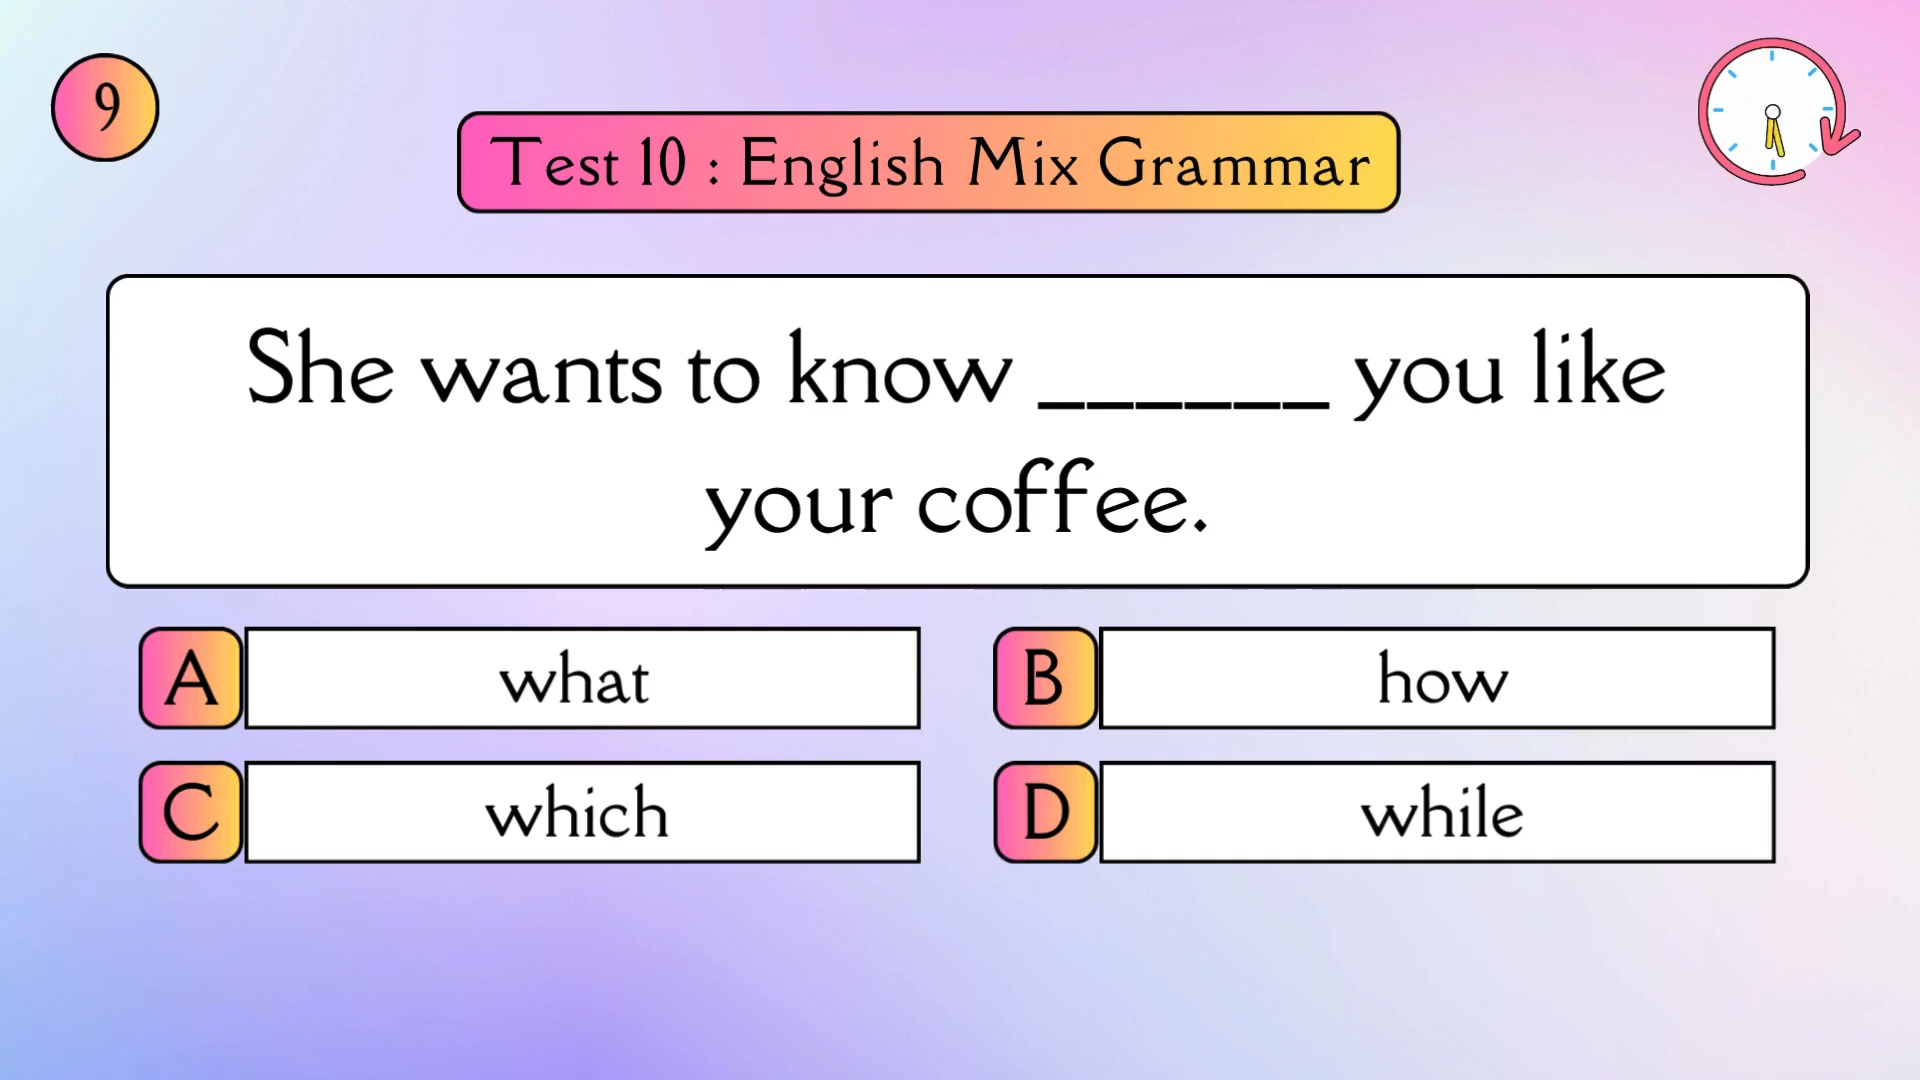 9
Test 10 : English Mix Grammar
She wants to know ______ you like
your coffee.
A what
B how
C which
D while